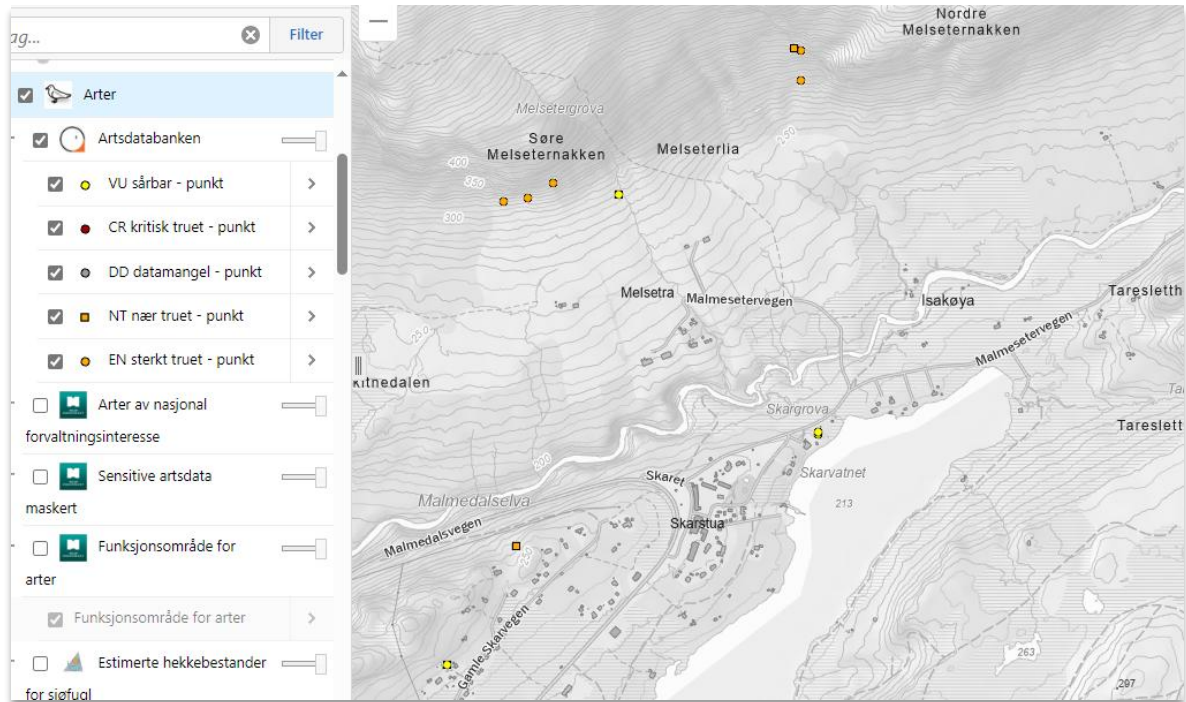 ag...
Filter
Arter
Artsdatabanken
VU sårbar - punkt
CR kritisk truet - punkt
DD datamangel - punkt
NT nær truet - punkt
EN sterkt truet - punkt
Arter av nasjonal
forvaltningsinteresse
Sensitive artsdata
maskert
Funksjonsområde for
arter
Funksjonsområde for arter
Estimerte hekkebestander
for sjøfugl
Nordre
Melseternakken
Melsetergrova
Søre
Melseternakken
Melseterlia
250
400
350
300
Melsetra
Malmesetervegen
Isakøya
Taresletth
Malmesetervegen
250
kitnedalen
Skargrova
Tar
Tareslett
200
Skaret
Skarvatnet
Malmedalselva
213
Malmedalsvegen
Skarstua
250
Gamle Skarvegen
263
297